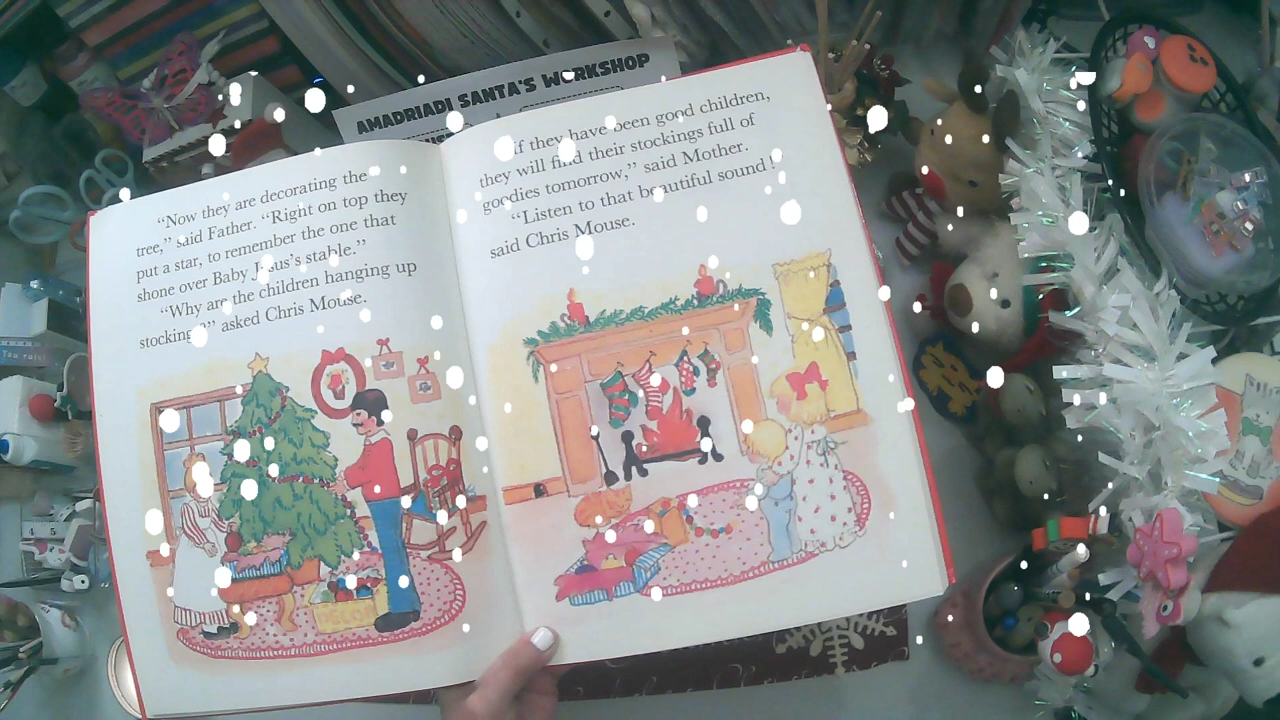 AMADRIADI SANTA'S WORKSHOP
"Now they are decorating the
tree," said Father. "Right on top they
put a star, to remember the one that
shone over Baby Jesus's stable."
"Why are the children hanging up
stockings?" asked Chris Mouse.
"If they have been good children,
they will find their stockings full of
goodies tomorrow," said Mother.
"Listen to that beautiful sound!"
said Chris Mouse.